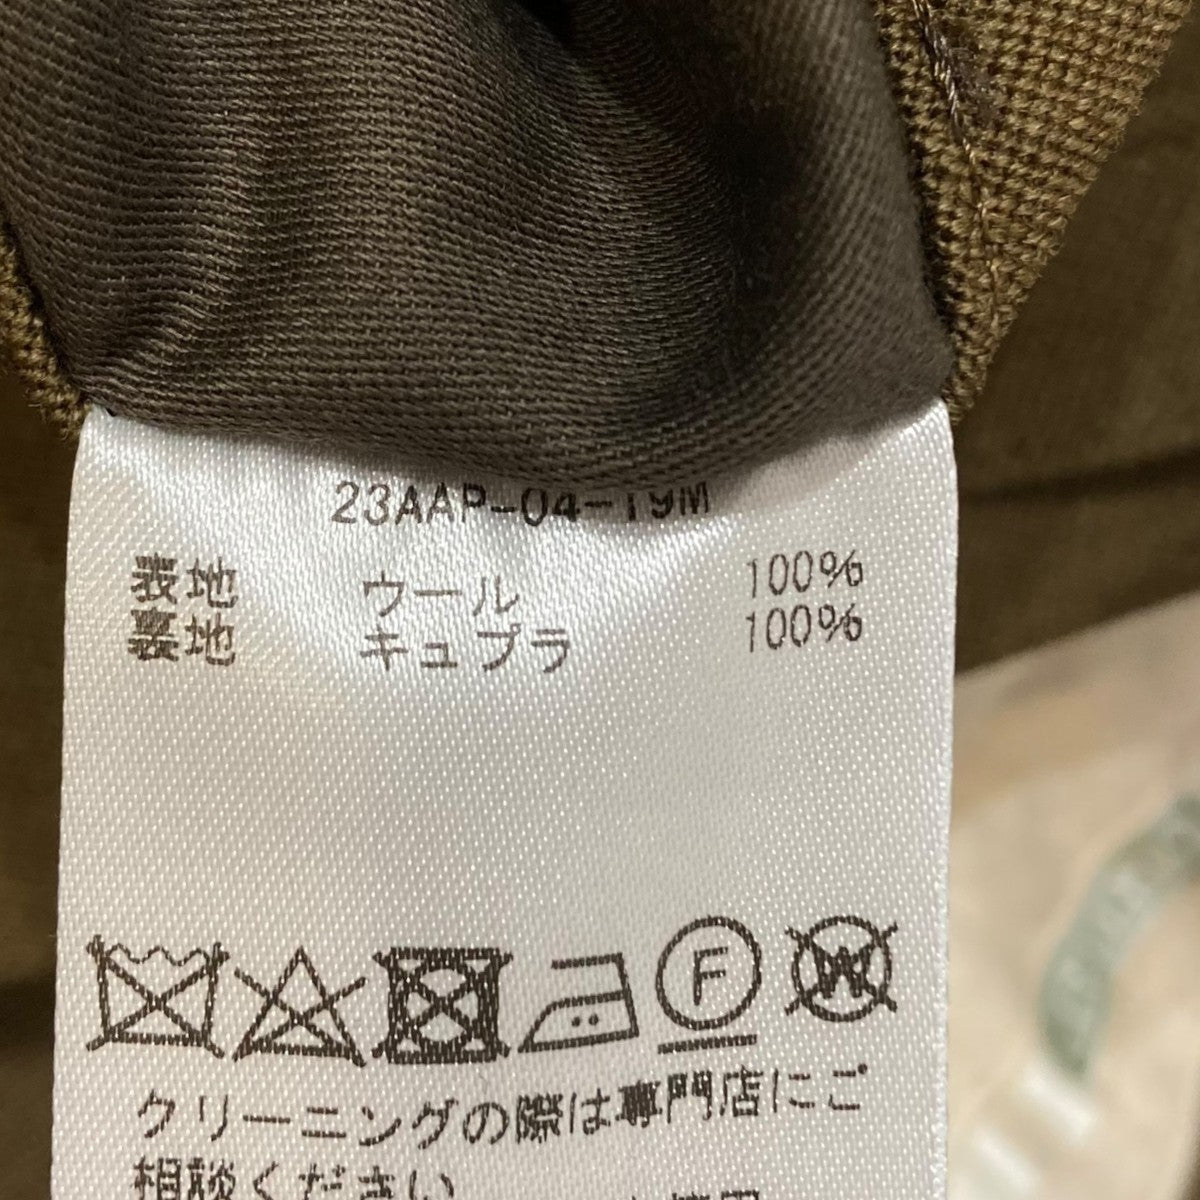 23AAP-04-19M
表地 ウール 100%
裏地 キュプラ 100%
F
W
クリーニングの際は専門店にご
相談ください